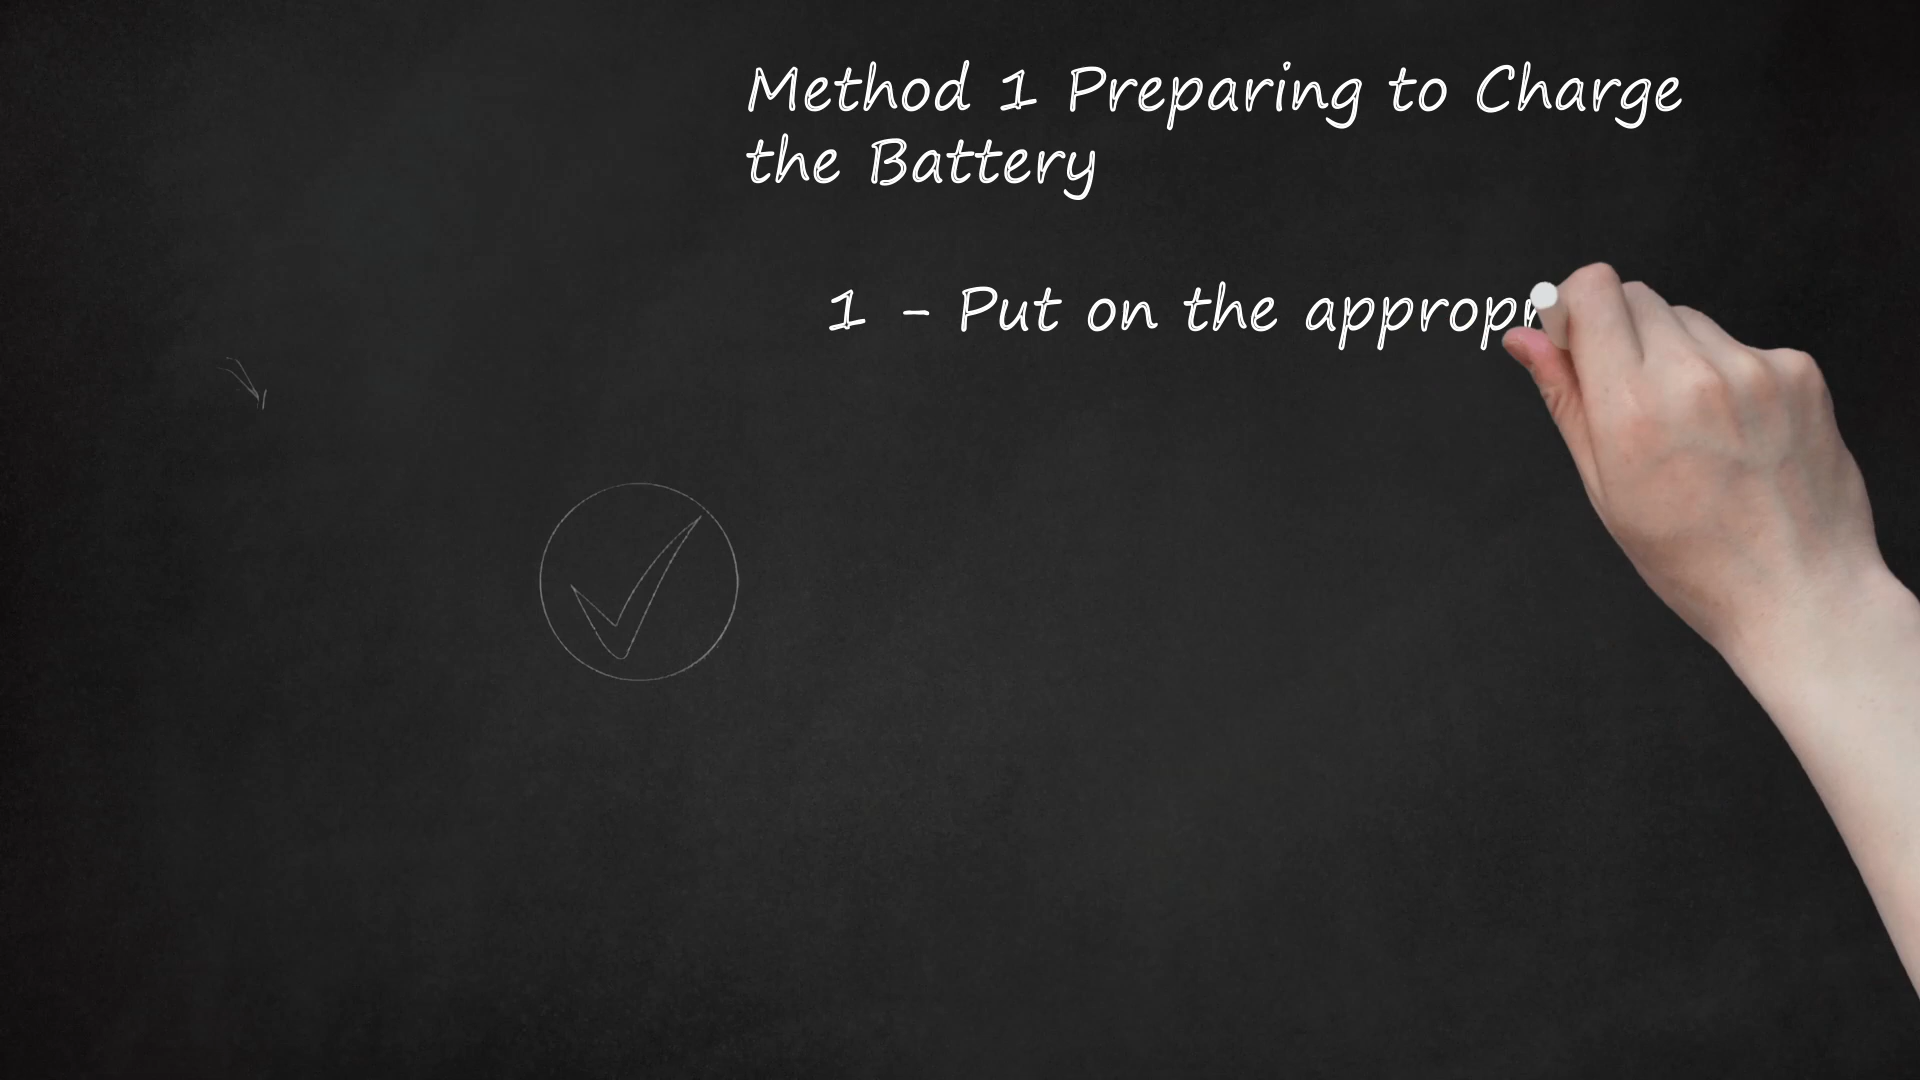 Method 1 Preparing to Charge
the Battery
1 - Put on the appropr